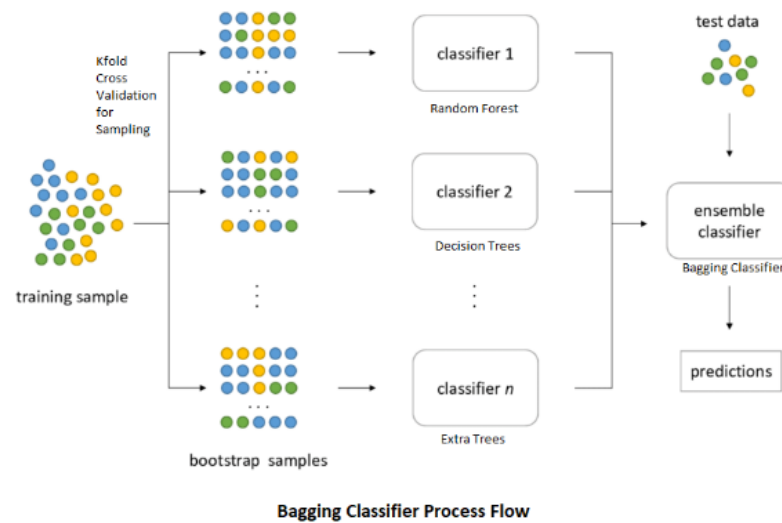 Kfold
Cross
Validation
for
Sampling
training sample
...
...
...
bootstrap samples
classifier 1
Random Forest
classifier 2
Decision Trees
classifier n
Extra Trees
test data
ensemble
classifier
Bagging Classifier
predictions
Bagging Classifier Process Flow